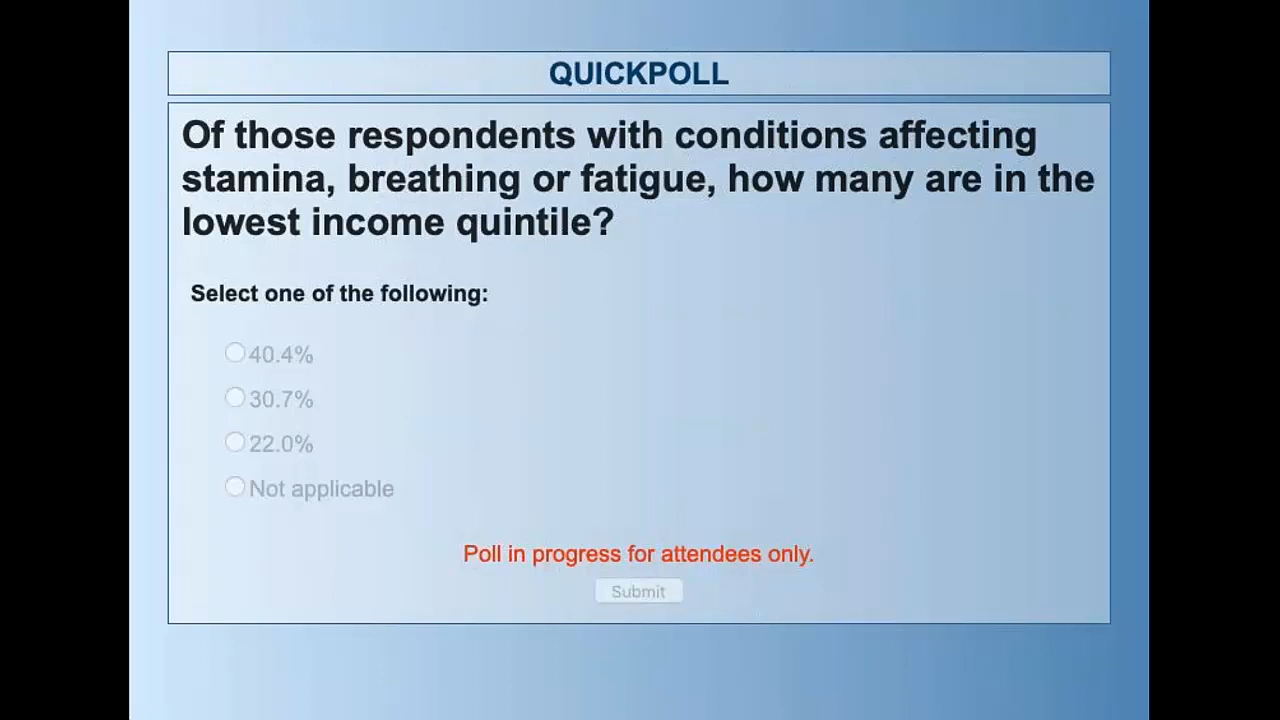 QUICKPOLL
Of those respondents with conditions affecting
stamina, breathing or fatigue, how many are in the
lowest income quintile?
Select one of the following:
40.4%
30.7%
22.0%
Not applicable
Poll in progress for attendees only.
Submit